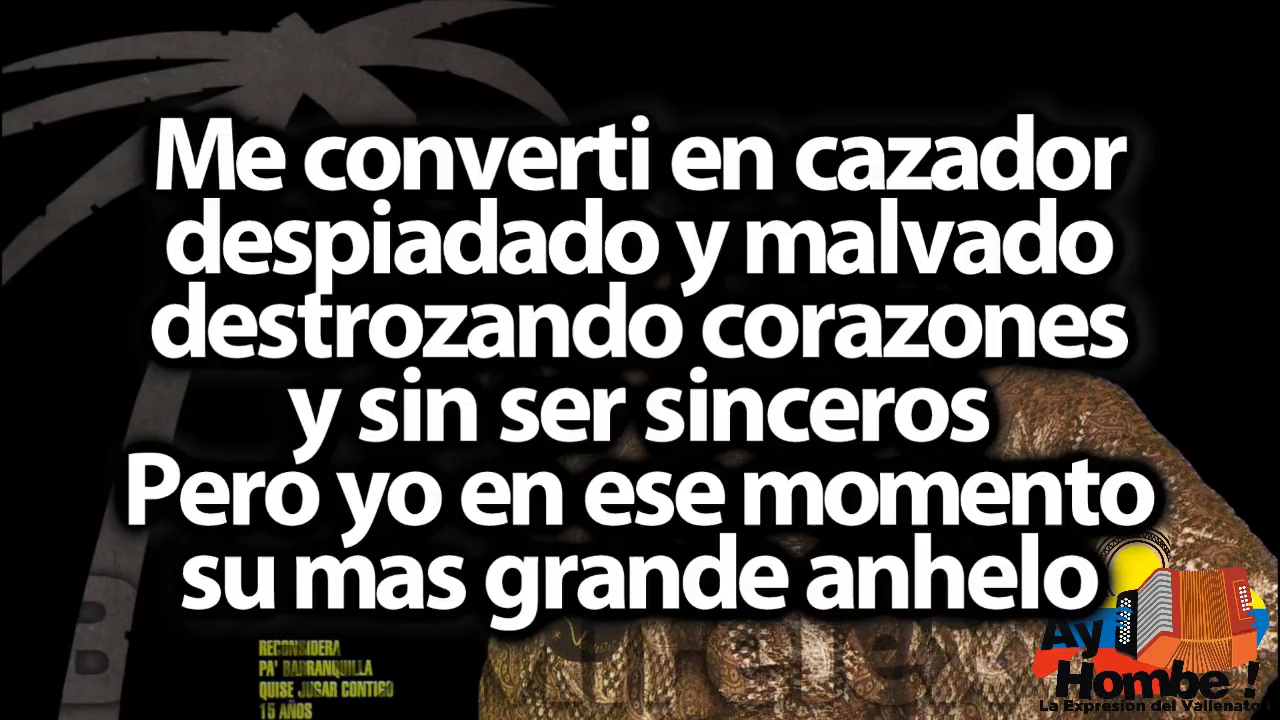 Me converti en cazador
despiadado y malvado
destrozando corazones
y sin ser sinceros
Pero yo en ese momento
su mas grande anhelo
RECONSIDERA
PA' BARRANQUILLA
QUISE JUGAR CONTIGO
15 AÑOS
Ay
Hombe !
La Expresion del Vallenato